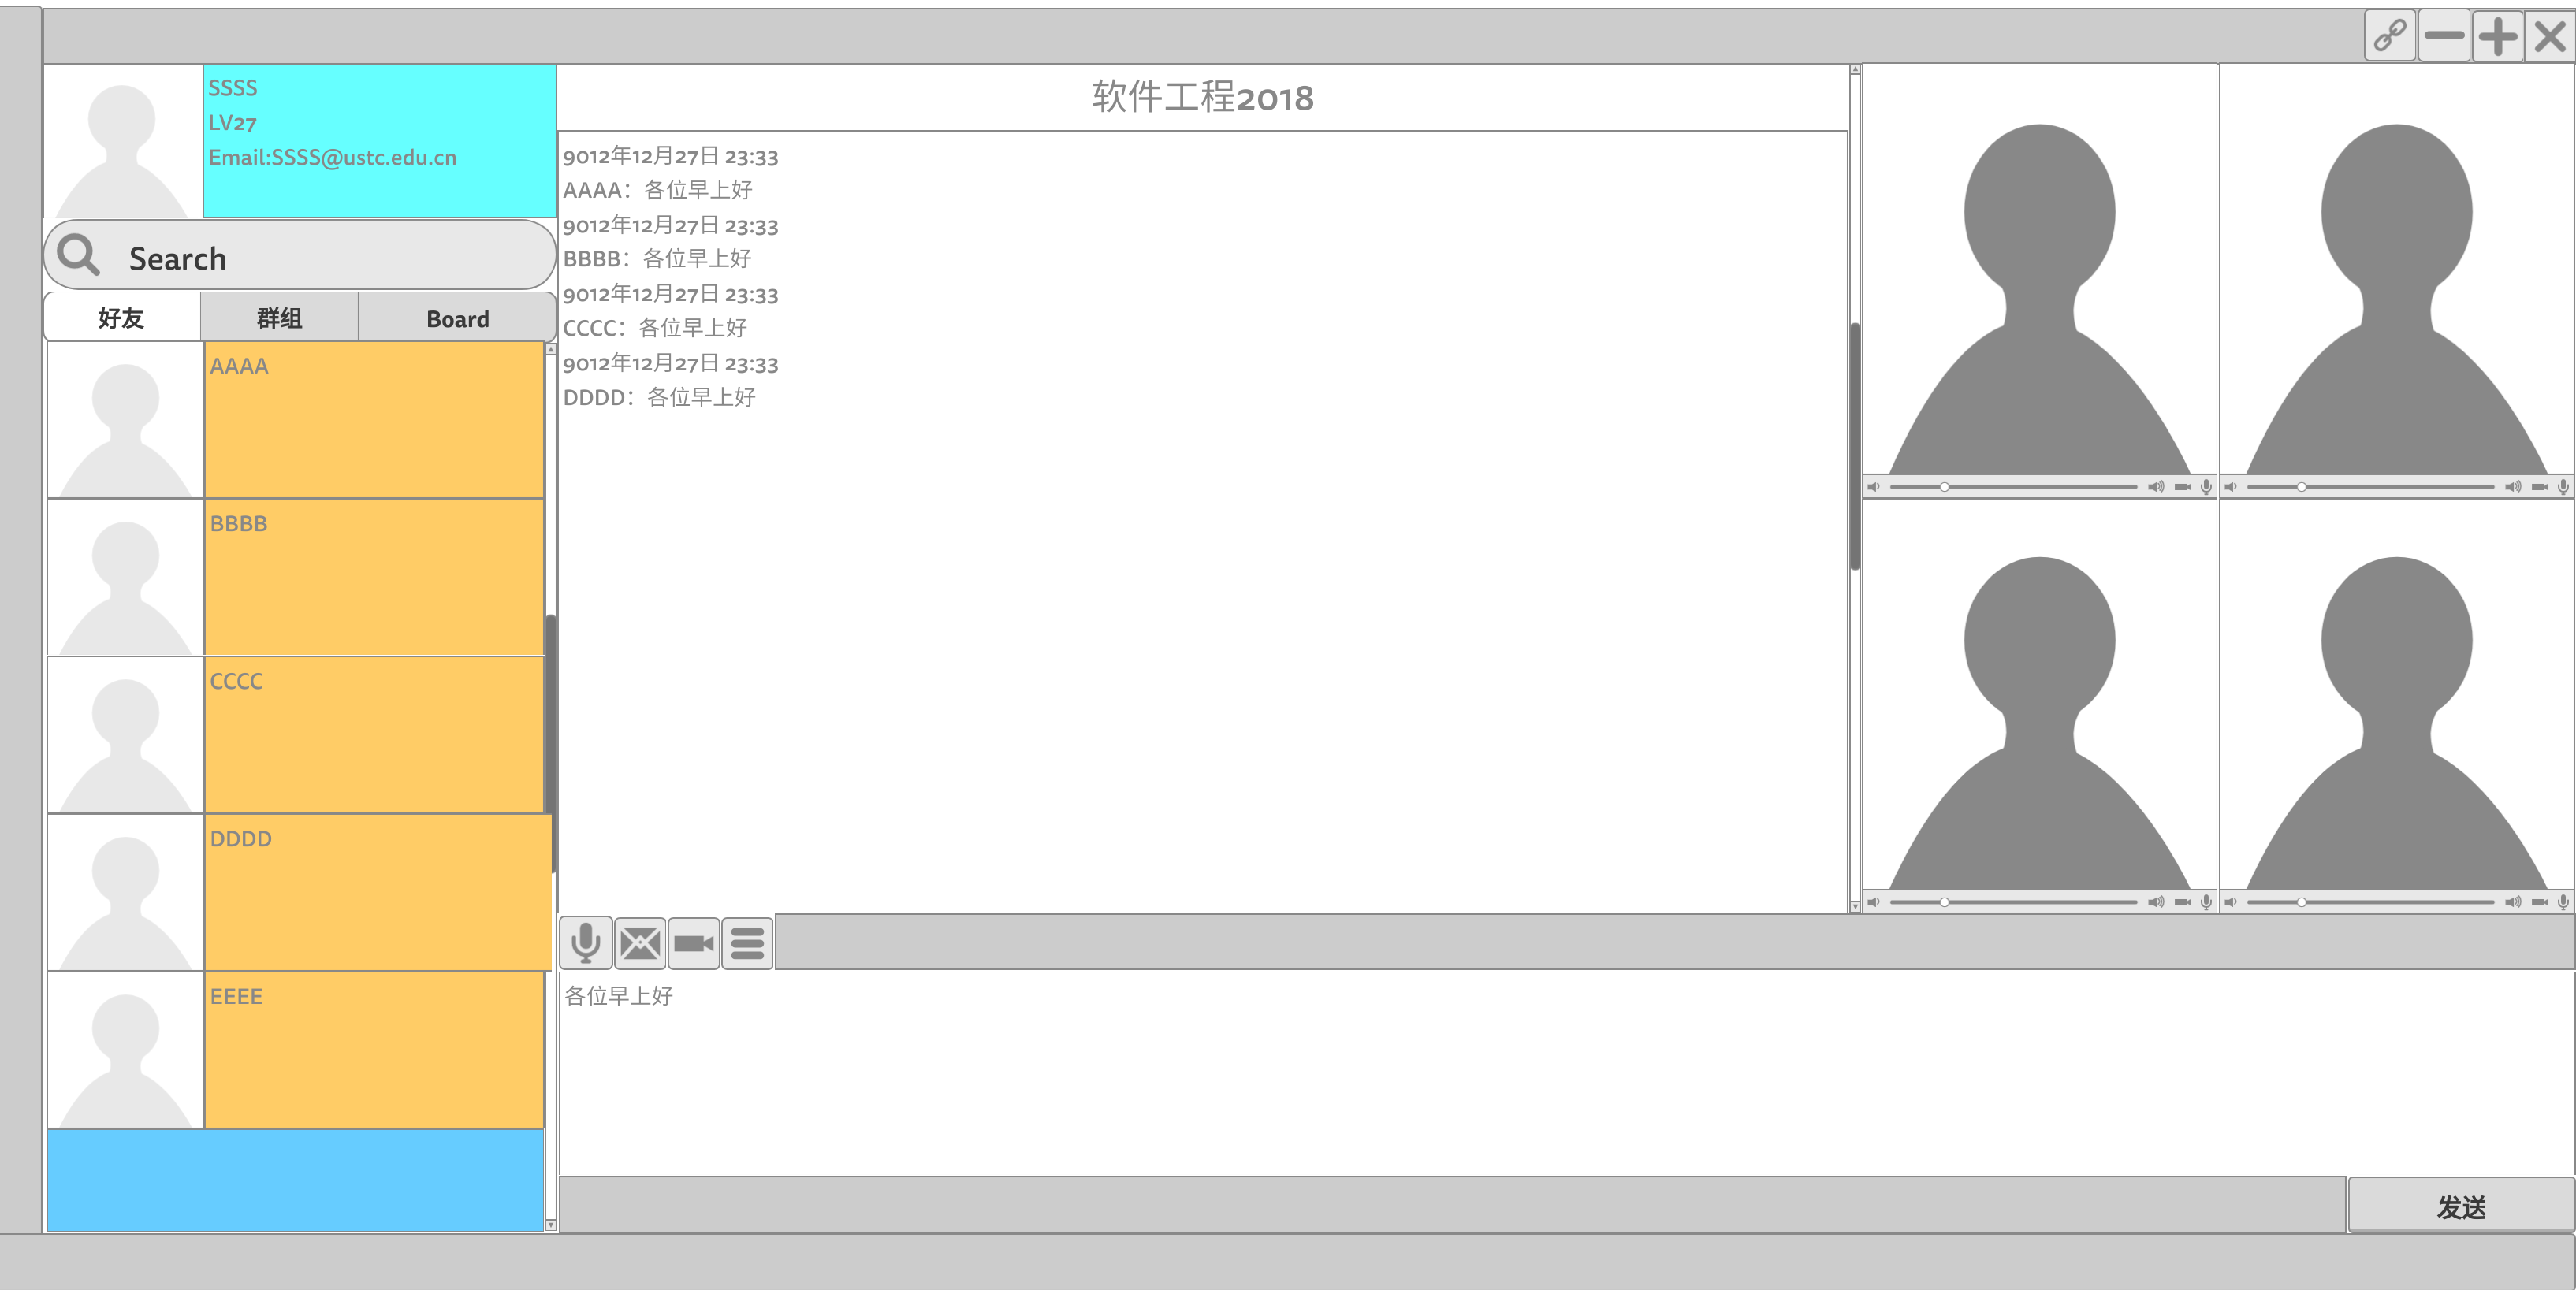 SSSS
LV27
Email:SSSS@ustc.edu.cn
Search
好友
群组
Board
AAAA
BBBB
CCCC
DDDD
EEEE
软件工程2018
9012年12月27日 23:33
AAAA：各位早上好
9012年12月27日 23:33
BBBB：各位早上好
9012年12月27日 23:33
CCCC：各位早上好
9012年12月27日 23:33
DDDD：各位早上好
各位早上好
发送